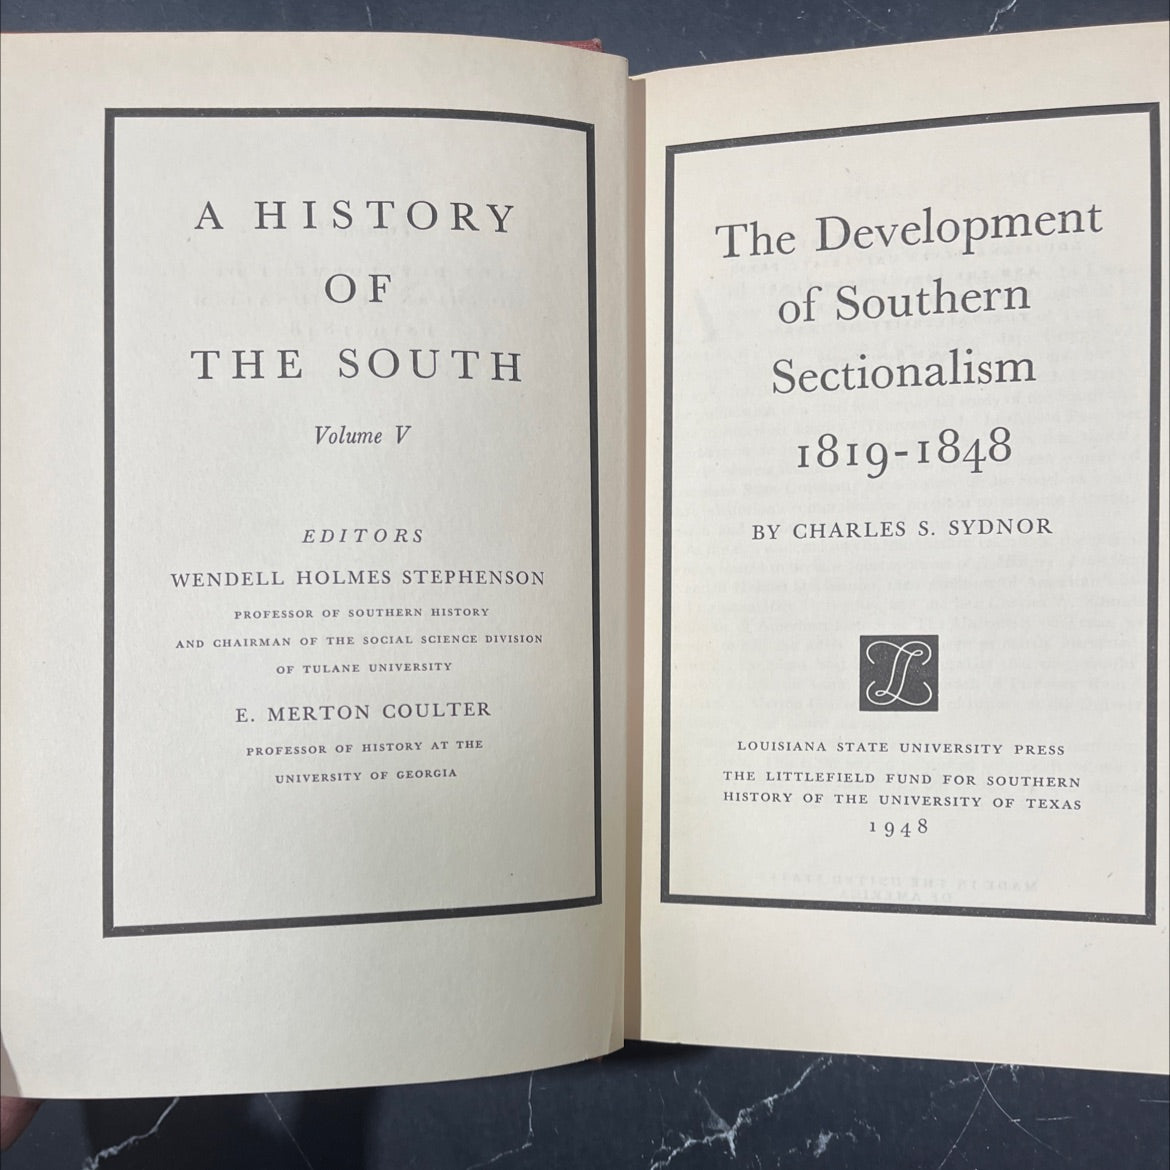 A HISTORY
OF
THE SOUTH
Volume V
EDITORS
WENDELL HOLMES STEPHENSON
PROFESSOR OF SOUTHERN HISTORY
AND CHAIRMAN OF THE SOCIAL SCIENCE DIVISION
OF TULANE UNIVERSITY
E. MERTON COULTER
PROFESSOR OF HISTORY AT THE
UNIVERSITY OF GEORGIA
The Development
of Southern
Sectionalism
1819-1848
BY CHARLES S. SYDNOR
LOUISIANA STATE UNIVERSITY PRESS
THE LITTLEFIELD FUND FOR SOUTHERN
HISTORY OF THE UNIVERSITY OF TEXAS
1948